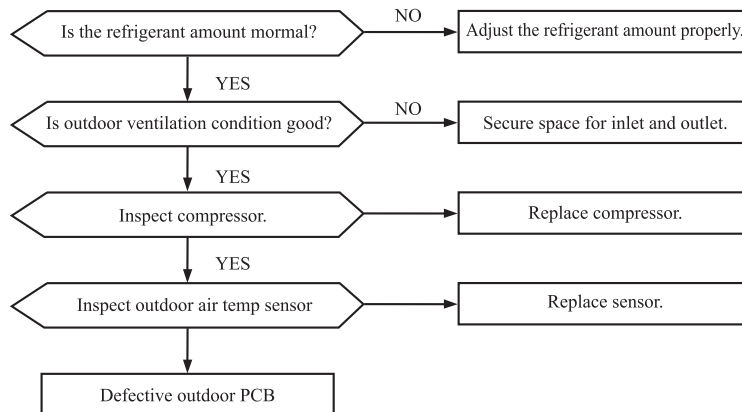 Is the refrigerant amount mormal?
NO
Adjust the refrigerant amount properly.
YES
Is outdoor ventilation condition good?
NO
Secure space for inlet and outlet.
YES
Inspect compressor.
Replace compressor.
YES
Inspect outdoor air temp sensor
Replace sensor.
Defective outdoor PCB